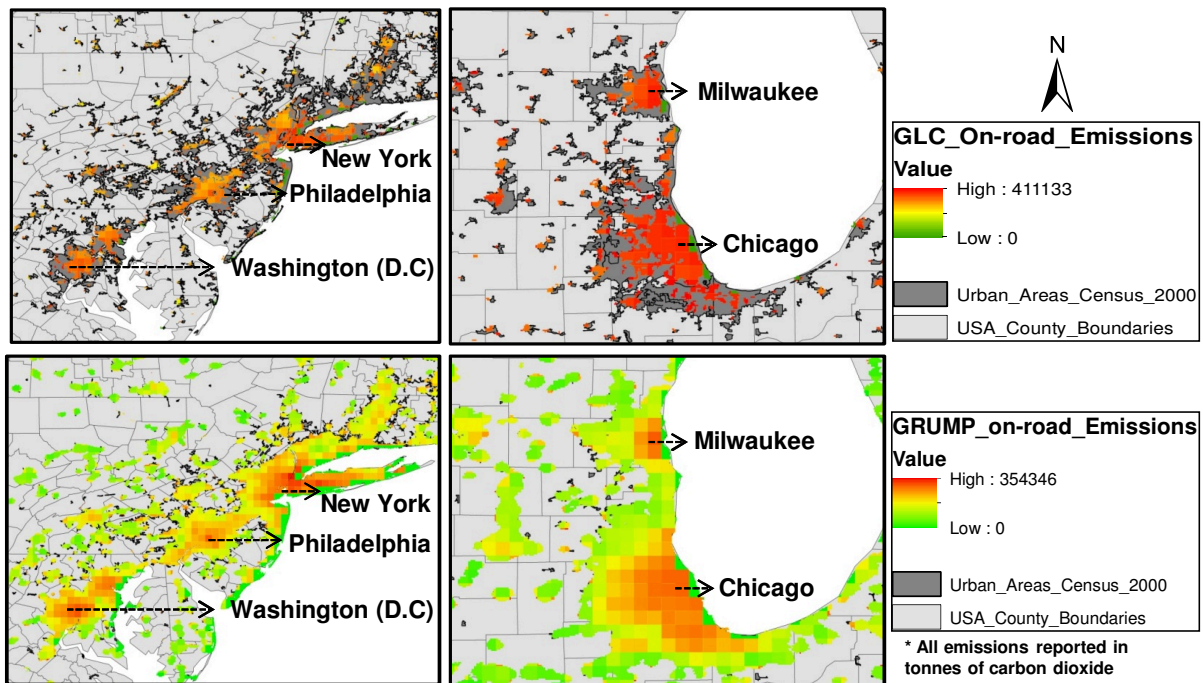 New York
Philadelphia
Washington (D.C)
Milwaukee
Chicago
N
GLC_On-road_Emissions
Value
High : 411133
Low : 0
Urban_Areas_Census_2000
USA_County_Boundaries
New York
Philadelphia
Washington (D.C)
Milwaukee
Chicago
GRUMP_on-road_Emissions
Value
High : 354346
Low : 0
Urban_Areas_Census_2000
USA_County_Boundaries
* All emissions reported in
tonnes of carbon dioxide